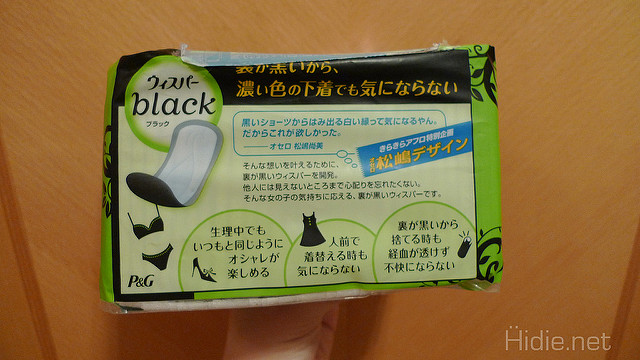 ウィスパー
black
ブラック
裏が黒いから、
濃い色の下着でも気にならない
黒いショーツからはみ出る白い縁って気になるやん。
だからこれが欲しかった。
オセロ 松嶋尚美
きらきらアフロ特別企画
松嶋デザイン
そんな想いを叶えるために、
裏が黒いウィスパーを開発。
他人には見えないところまで心配りを忘れたくない。
そんな女の子の気持ちに応える、裏が黒いウィスパーです。
生理中でも
いつもと同じように
オシャレが
楽しめる
人前で
着替える時も
気にならない
裏が黒いから
捨てる時も
経血が透けず
不快にならない
P&G
Hidie.net